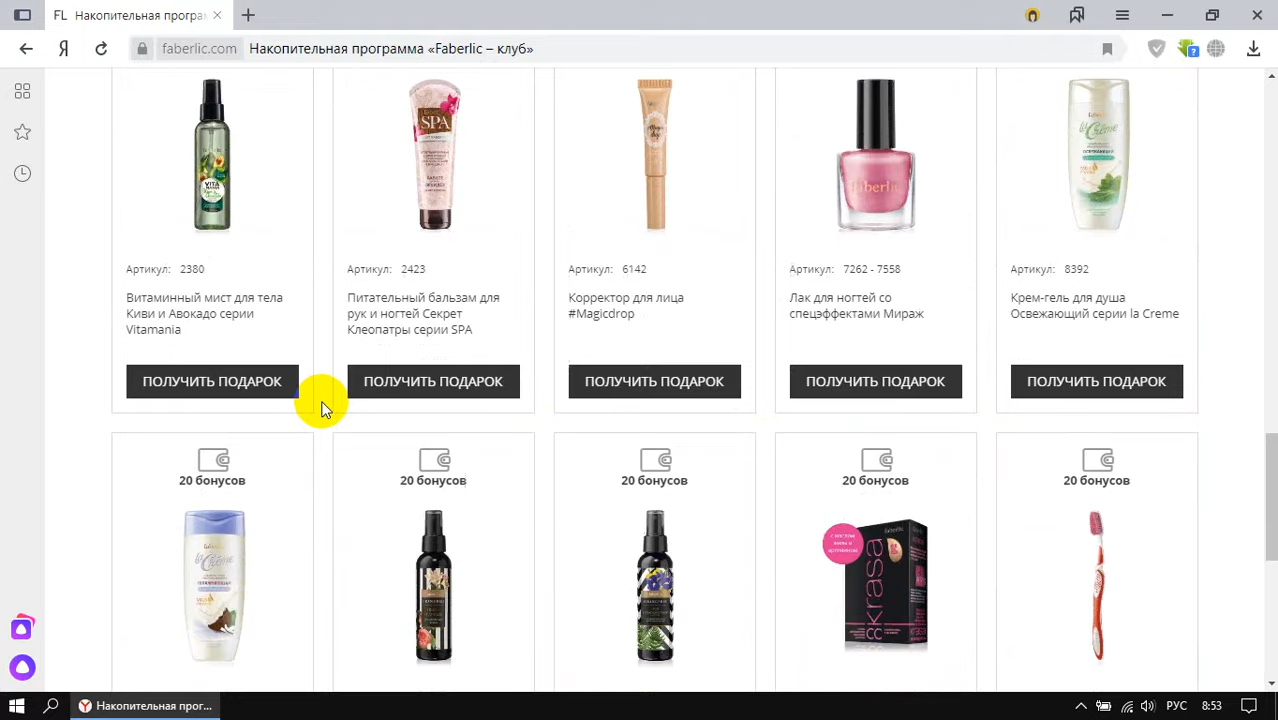 FL Накопительная програм
faberlic.com Накопительная программа «Faberlic – клуб»
Артикул: 2380
Витаминный мист для тела
Киви и Авокадо серии
Vitamania
ПОЛУЧИТЬ ПОДАРОК
SPA
Артикул: 2423
Питательный бальзам для
рук и ногтей Секрет
Клеопатры серии SPA
ПОЛУЧИТЬ ПОДАРОК
Артикул: 6142
Корректор для лица
#Magicdrop
ПОЛУЧИТЬ ПОДАРОК
faberlic
Артикул: 7262 - 7558
Лак для ногтей со
спецэффектами Мираж
ПОЛУЧИТЬ ПОДАРОК
Артикул: 8392
Крем-гель для душа
Освежающий серии la Creme
ПОЛУЧИТЬ ПОДАРОК
20 бонусов
20 бонусов
20 бонусов
20 бонусов
krasa
20 бонусов
Накопительная прог...
РУС
8:53